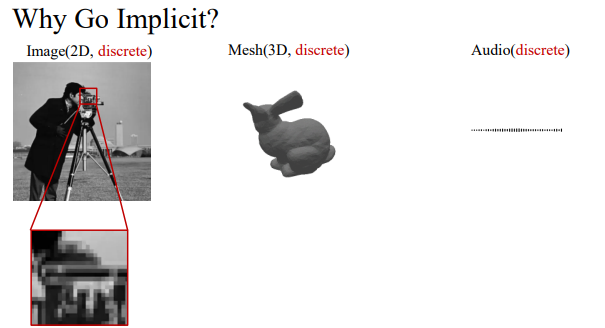 Why Go Implicit?
Image(2D, discrete)
Mesh(3D, discrete)
Audio(discrete)